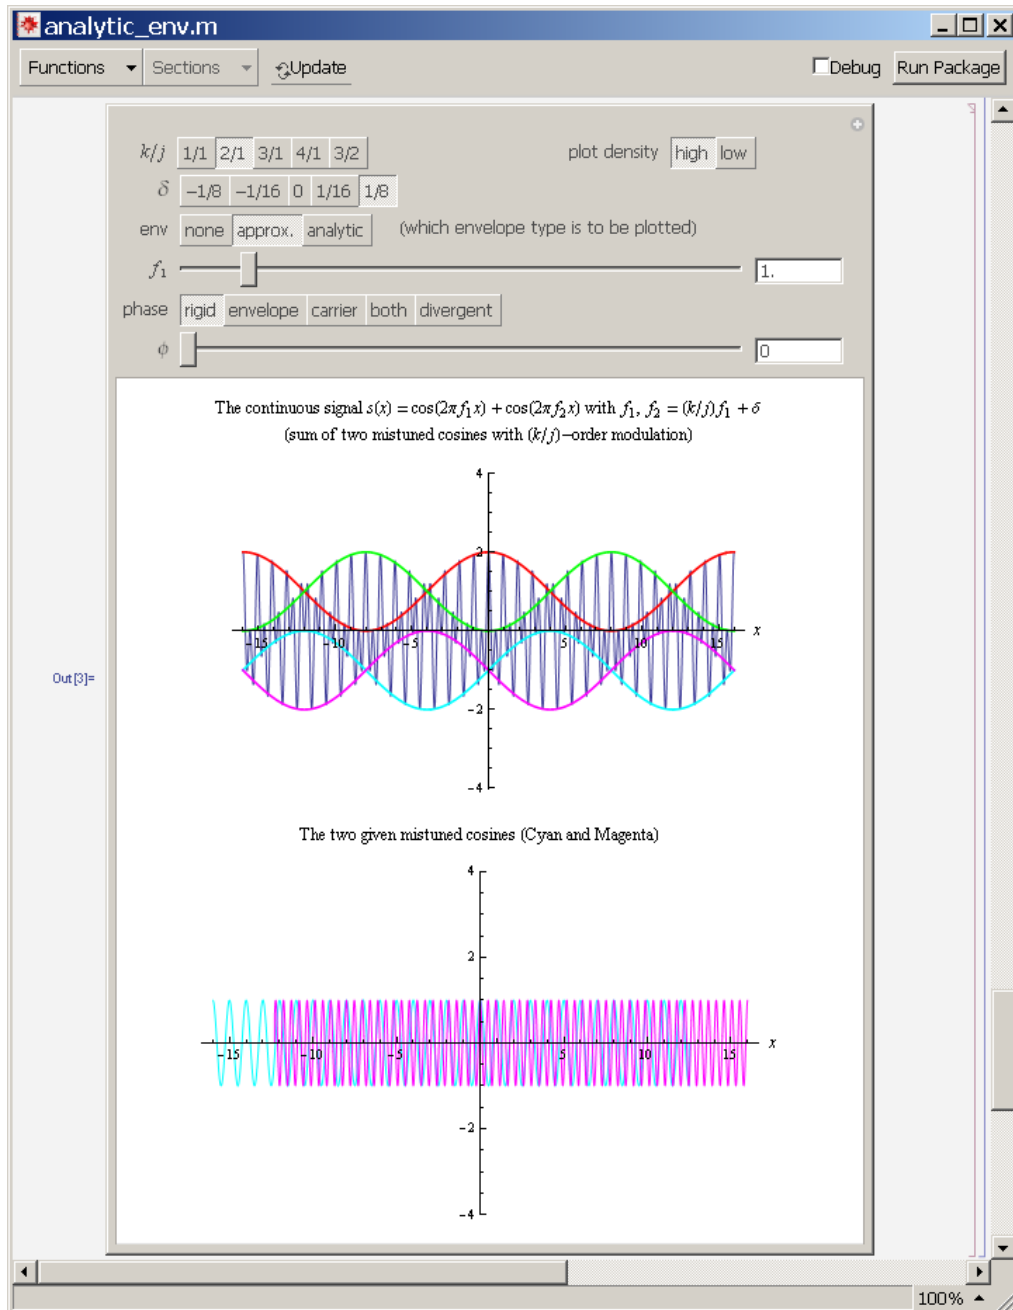 analytic_env.m
Functions Sections Update Debug Run Package
k/j 1/1 2/1 3/1 4/1 3/2 plot density high low
δ −1/8 −1/16 0 1/16 1/8
env none approx. analytic (which envelope type is to be plotted)
f₁ 1.
phase rigid envelope carrier both divergent
ϕ 0
The continuous signal s(x) = cos(2πf₁x) + cos(2πf₂x) with f₁, f₂ = (k/j)f₁ + δ
(sum of two mistuned cosines with (k/j)−order modulation)
4
2
−15 −10 −5 5 10 15 x
Out[3]=
−2
−4
The two given mistuned cosines (Cyan and Magenta)
4
2
−15 −10 −5 5 10 15 x
−2
−4
100%